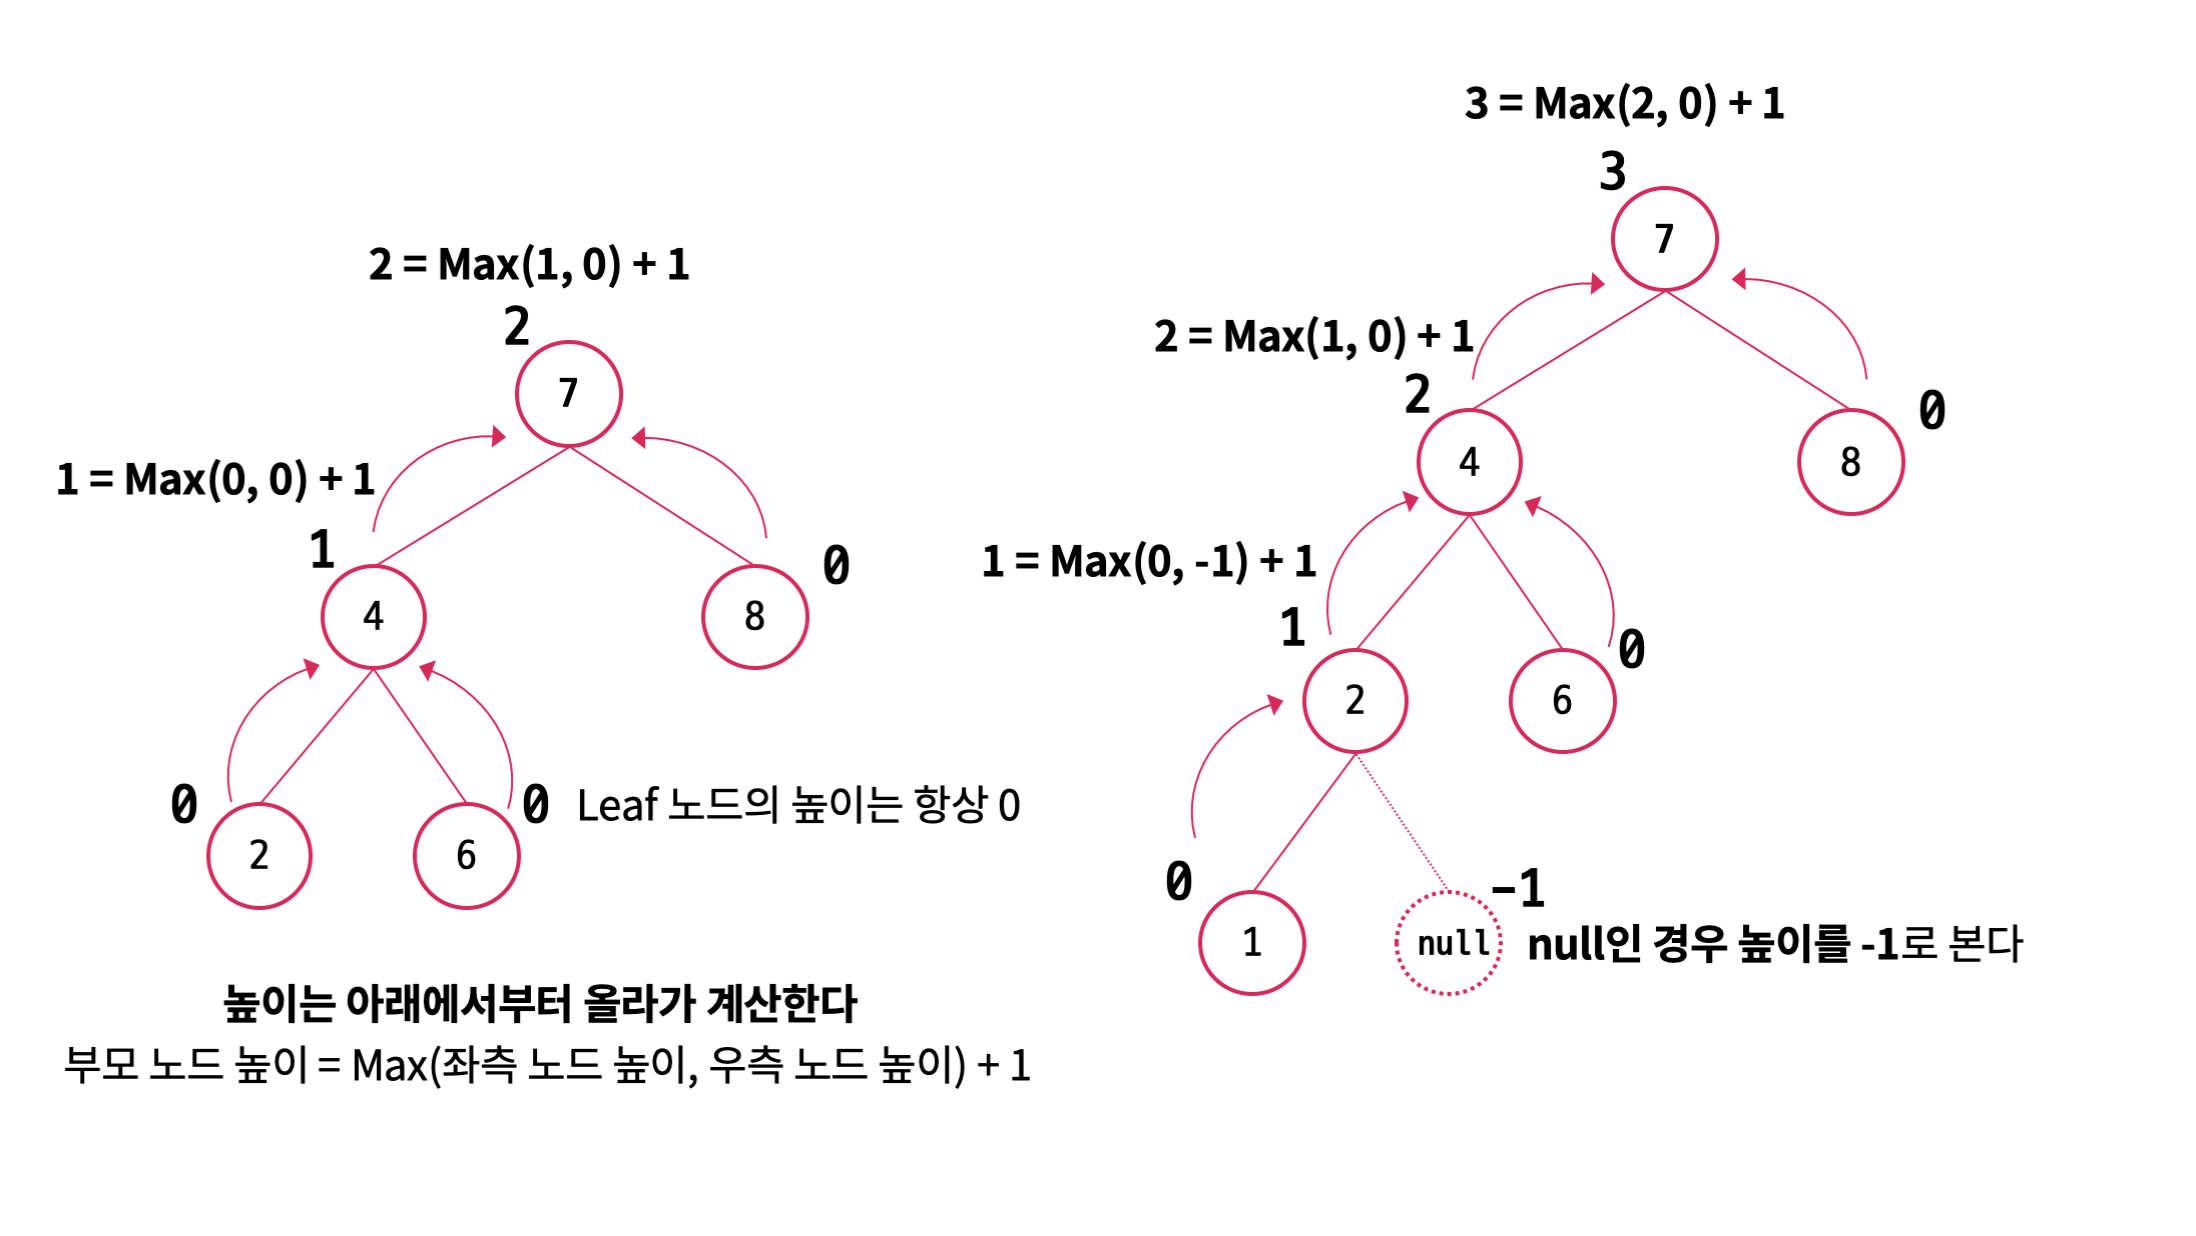 2 = Max(1, 0) + 1
2
7
1 = Max(0, 0) + 1
1
4
8
0
0
2
6
0
Leaf 노드의 높이는 항상 0
높이는 아래에서부터 올라가 계산한다
부모 노드 높이 = Max(좌측 노드 높이, 우측 노드 높이) + 1
3 = Max(2, 0) + 1
3
7
2 = Max(1, 0) + 1
2
4
8
0
1 = Max(0, -1) + 1
1
2
6
0
0
1
null
-1
null인 경우 높이를 -1로 본다